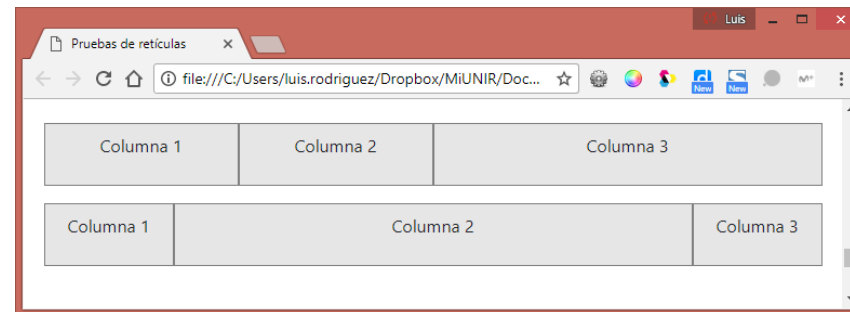 Luis
Pruebas de retículas
file:///C:/Users/luis.rodriguez/Dropbox/MiUNIR/Doc...
New New M+
Columna 1 Columna 2 Columna 3
Columna 1 Columna 2 Columna 3